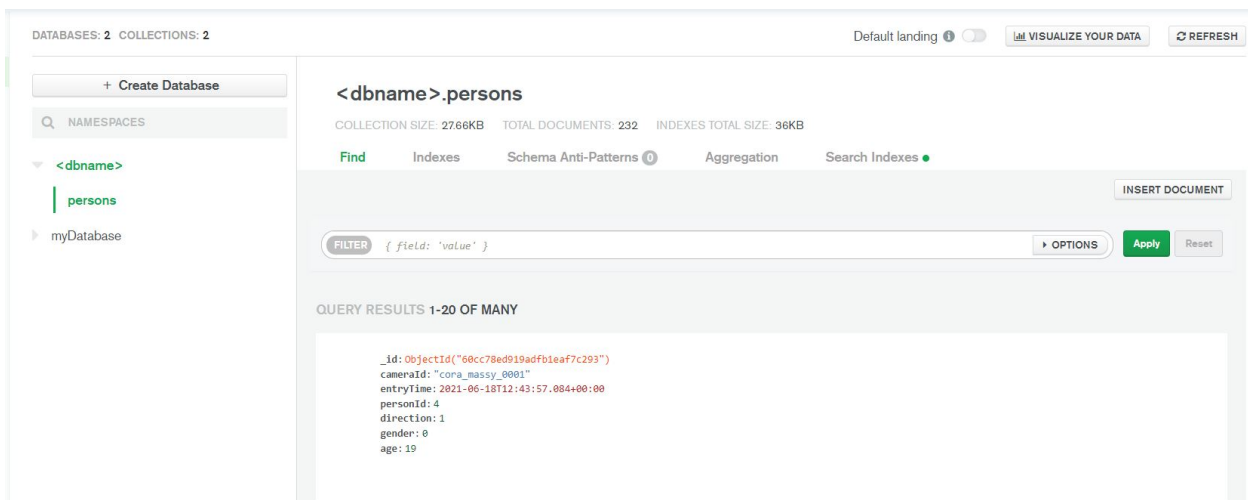 DATABASES: 2 COLLECTIONS: 2
Default landing
VISUALIZE YOUR DATA
REFRESH
+ Create Database
NAMESPACES
<dbname>
persons
myDatabase
<dbname>.persons
COLLECTION SIZE: 27.66KB TOTAL DOCUMENTS: 232 INDEXES TOTAL SIZE: 36KB
Find Indexes Schema Anti-Patterns 0 Aggregation Search Indexes
INSERT DOCUMENT
FILTER { field: 'value' } OPTIONS Apply Reset
QUERY RESULTS 1-20 OF MANY
_id: ObjectId("60cc78ed919adfb1eaf7c293")
cameraId: "cora_massy_0001"
entryTime: 2021-06-18T12:43:57.084+00:00
personId: 4
direction: 1
gender: 0
age: 19